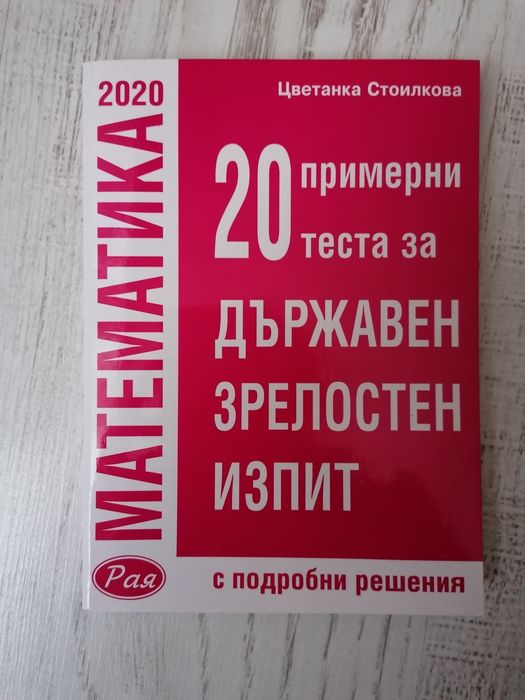 2020
МАТЕМАТИКА
Цветанка Стоилкова
20 примерни
теста за
ДЪРЖАВЕН
ЗРЕЛОСТЕН
ИЗПИТ
с подробни решения
Рая